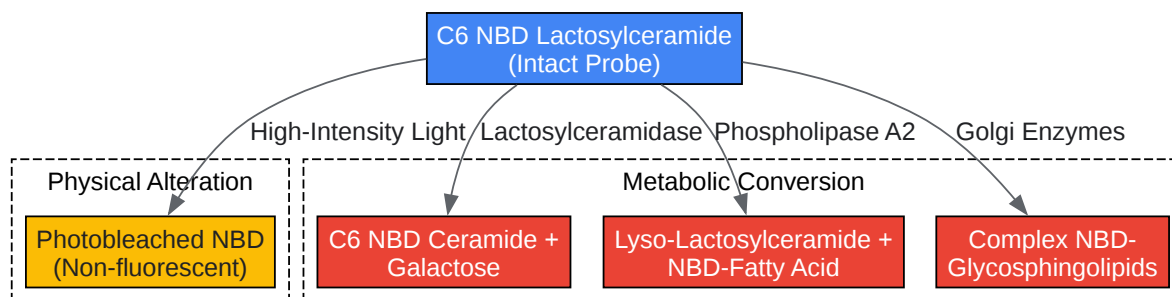 C6 NBD Lactosylceramide
(Intact Probe)
High-Intensity Light
Lactosylceramidase
Phospholipase A2
Golgi Enzymes
Physical Alteration
Metabolic Conversion
Photobleached NBD
(Non-fluorescent)
C6 NBD Ceramide +
Galactose
Lyso-Lactosylceramide +
NBD-Fatty Acid
Complex NBD-
Glycosphingolipids